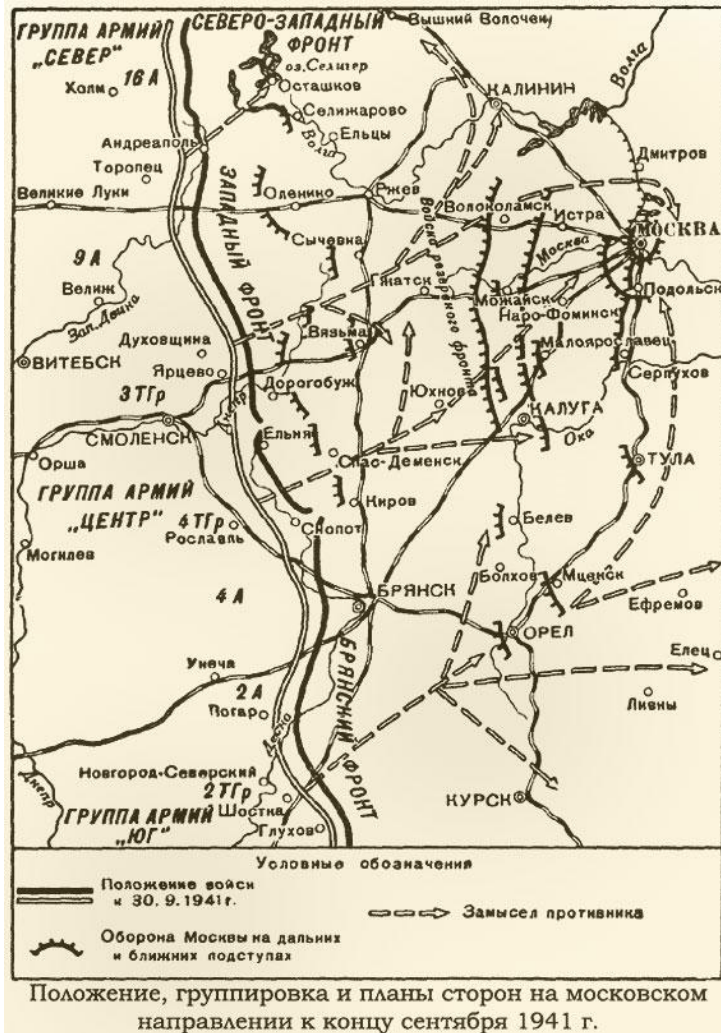 ГРУППА АРМИЙ
„СЕВЕР“
СЕВЕРО-ЗАПАДНЫЙ
ФРОНТ
Вышний Волочек
16 А
оз. Селигер
Холм
Осташков
Селижарово
Волга
Ельцы
КАЛИНИН
Волга
Андреаполь
Торопец
Дмитров
Великие Луки
ЗАПАДНЫЙ ФРОНТ
Оленино
Ржев
Волоколамск
Истра
МОСКВА
Сычевка
Войска резервного фронта
Москва
9 А
Гжатск
Можайск
Подольск
Велиж
Зап. Двина
Наро-Фоминск
Духовщина
Вязьма
Малоярославец
ВИТЕБСК
Ярцево
Серпухов
3 ТГр
Днепр
Дорогобуж
Юхнов
КАЛУГА
СМОЛЕНСК
Ельня
Ока
Орша
Спас-Деменск
ТУЛА
ГРУППА АРМИЙ
„ЦЕНТР“
4 ТГр
Киров
Рославль
Снопот
Белев
Могилев
Болхов
Мценск
4 А
БРЯНСК
Ефремов
ОРЕЛ
Елец
Унеча
БРЯНСКИЙ ФРОНТ
2 А
Погар
Десна
Ливны
Новгород-Северский
2 ТГр
Днепр
Шостка
КУРСК
ГРУППА АРМИЙ
„ЮГ“
Глухов
Условные обозначения
Положение войск
к 30.9.1941 г.
Замысел противника
Оборона Москвы на дальних
и ближних подступах
Положение, группировка и планы сторон на московском
направлении к концу сентября 1941 г.